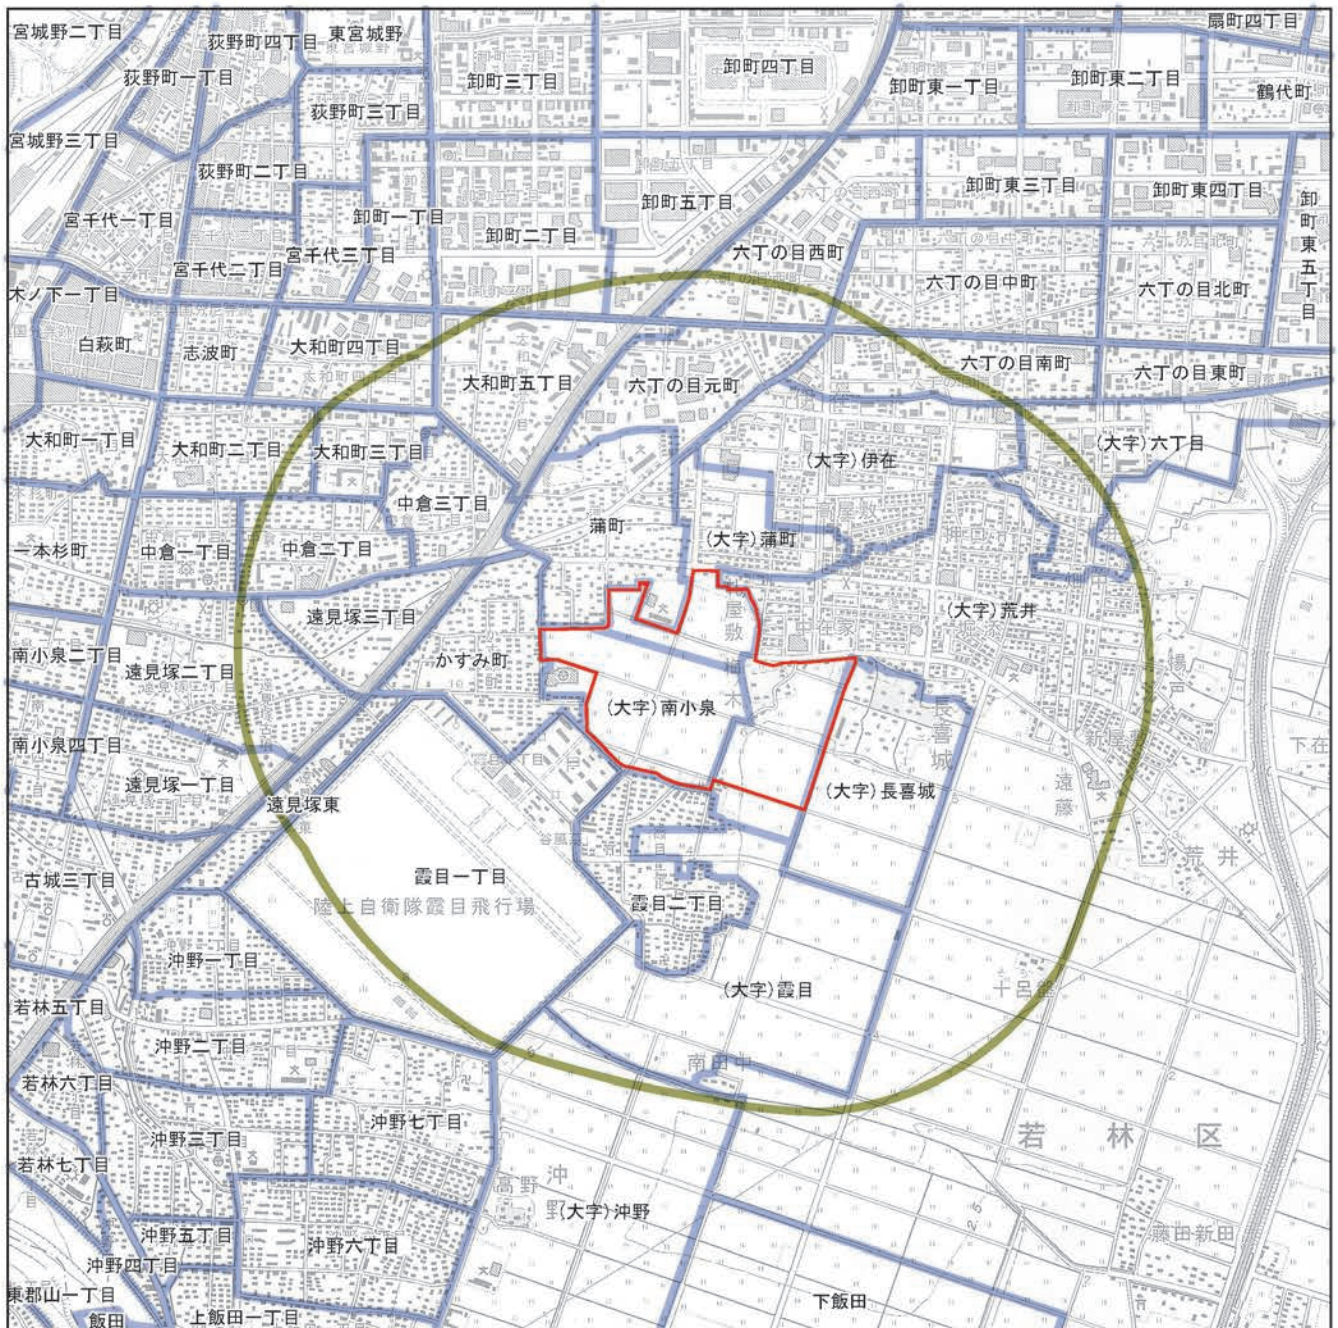 宮城野二丁目
荻野町四丁目
東宮城野
扇町四丁目
荻野町一丁目
卸町三丁目
卸町四丁目
卸町東一丁目
卸町東二丁目
鶴代町
荻野町三丁目
宮城野三丁目
荻野町二丁目
卸町五丁目
卸町東三丁目
卸町東四丁目
卸町東五丁目
宮千代一丁目
卸町一丁目
卸町二丁目
宮千代三丁目
六丁の目西町
宮千代二丁目
六丁の目中町
六丁の目北町
木ノ下一丁目
白萩町
志波町
大和町四丁目
六丁の目南町
六丁の目東町
大和町五丁目
六丁の目元町
大和町一丁目
大和町二丁目
大和町三丁目
(大字)六丁目
(大字)伊在
中倉三丁目
蒲町
(大字)蒲町
一本杉町
中倉一丁目
中倉二丁目
遠見塚三丁目
(大字)荒井
屋敷
南小泉二丁目
遠見塚二丁目
かすみ町
(大字)南小泉
長喜城
南小泉四丁目
遠見塚一丁目
遠見塚東
(大字)長喜城
遠藤
下在
荒井
古城三丁目
霞目一丁目
陸上自衛隊霞目飛行場
霞目二丁目
沖野一丁目
(大字)霞目
若林五丁目
沖野二丁目
南田中
若林六丁目
沖野七丁目
沖野三丁目
若林区
若林七丁目
高野
沖野
(大字)沖野
2.5
沖野五丁目
沖野六丁目
藤田新田
沖野四丁目
東郡山一丁目
飯田
上飯田一丁目
下飯田